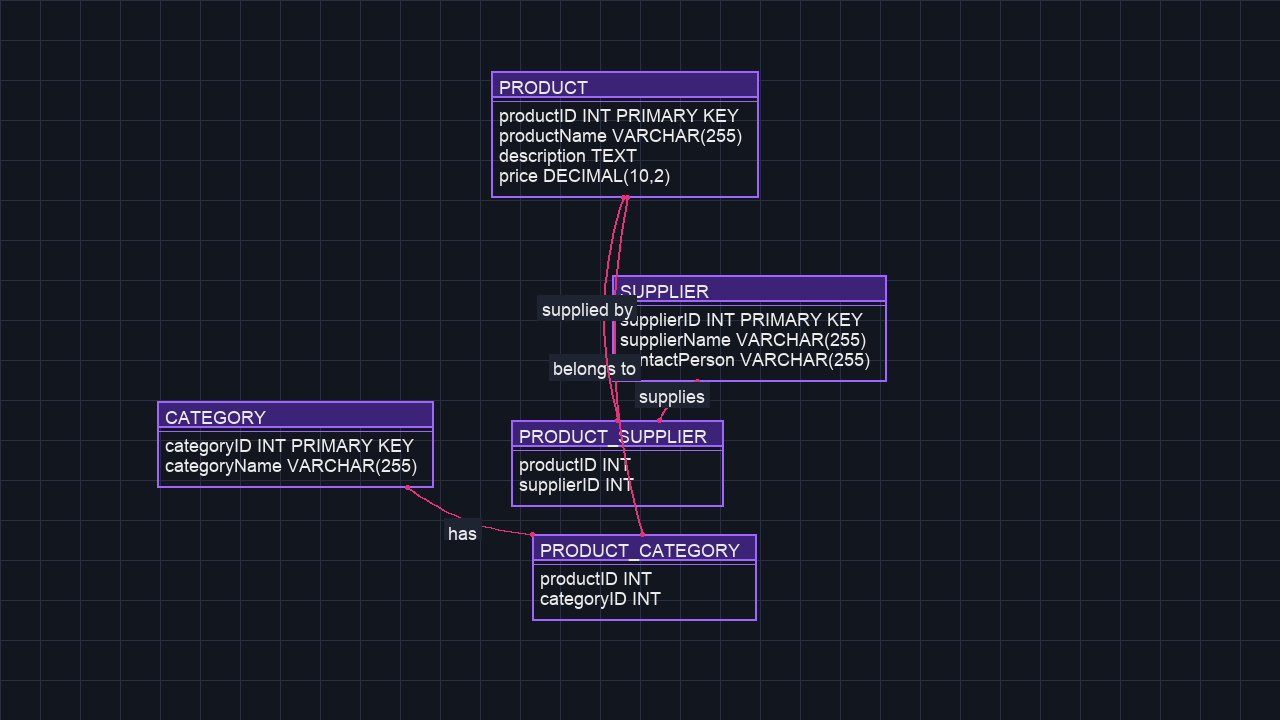 PRODUCT
productID INT PRIMARY KEY
productName VARCHAR(255)
description TEXT
price DECIMAL(10,2)
SUPPLIER
supplierID INT PRIMARY KEY
supplierName VARCHAR(255)
ntactPerson VARCHAR(255)
supplied by
belongs to
supplies
CATEGORY
categoryID INT PRIMARY KEY
categoryName VARCHAR(255)
PRODUCT_SUPPLIER
productID INT
supplierID INT
has
PRODUCT_CATEGORY
productID INT
categoryID INT